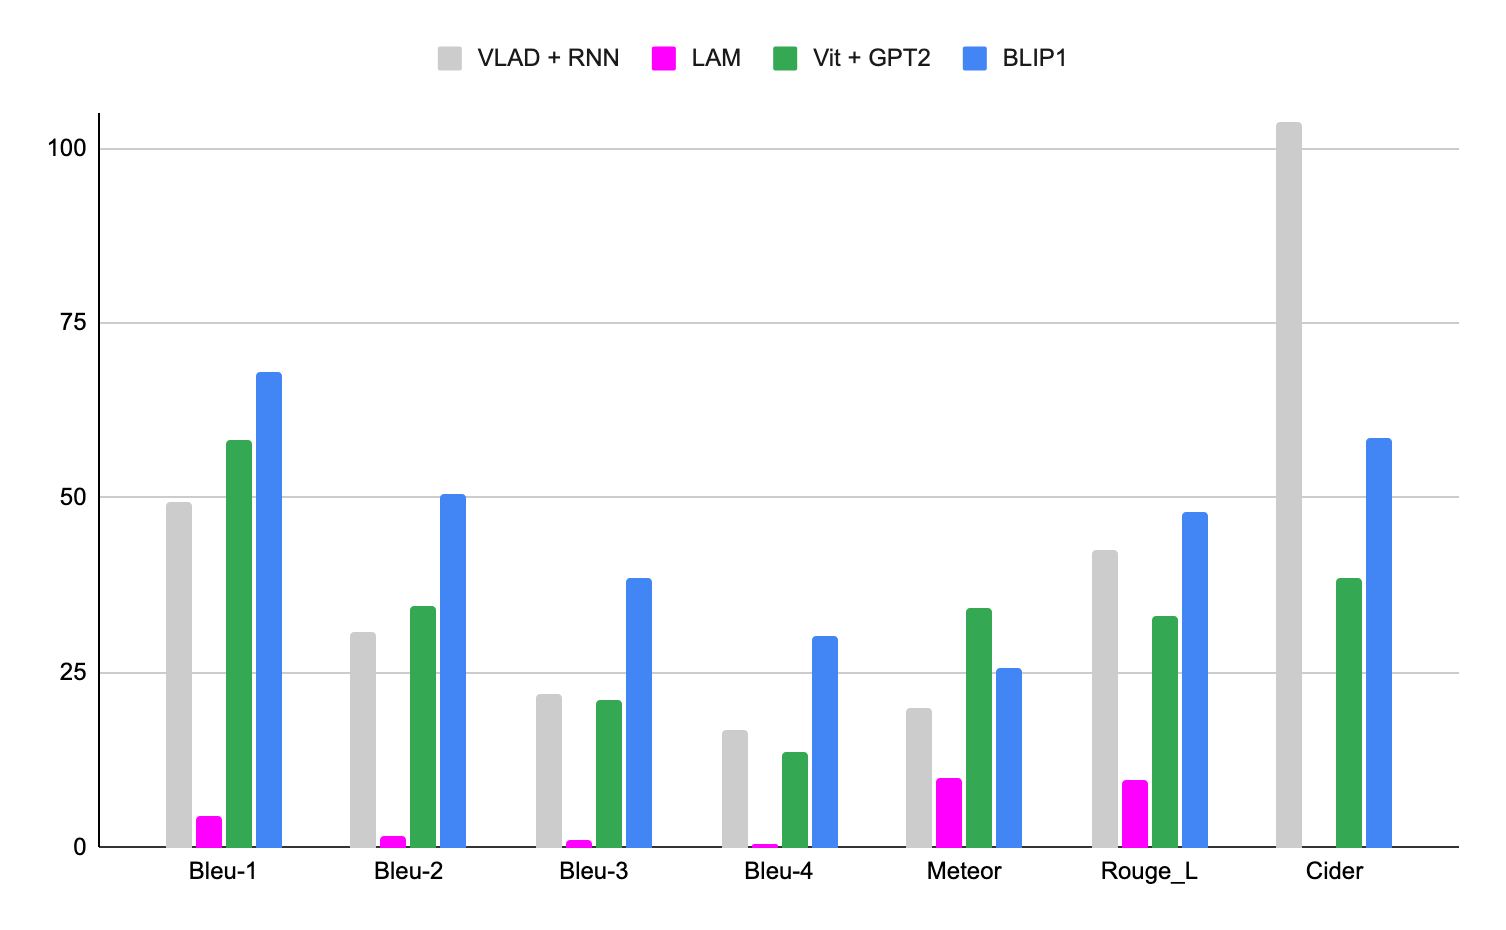 VLAD + RNN LAM Vit + GPT2 BLIP1
100
75
50
25
0
Bleu-1 Bleu-2 Bleu-3 Bleu-4 Meteor Rouge_L Cider